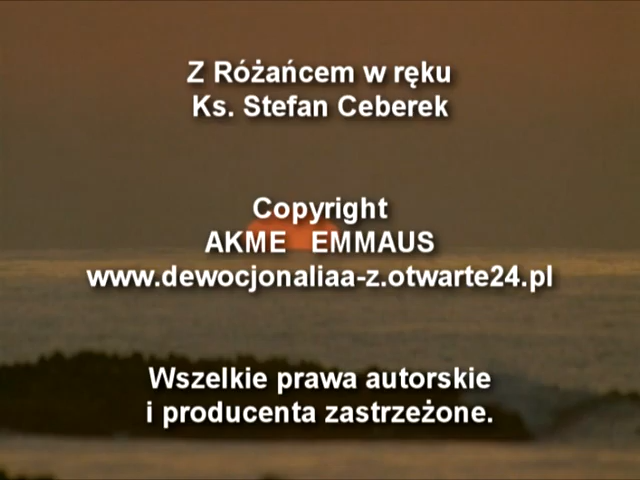 Z Różańcem w ręku
Ks. Stefan Ceberek
Copyright
AKME EMMAUS
www.dewocjonaliaa-z.otwarte24.pl
Wszelkie prawa autorskie
i producenta zastrzeżone.